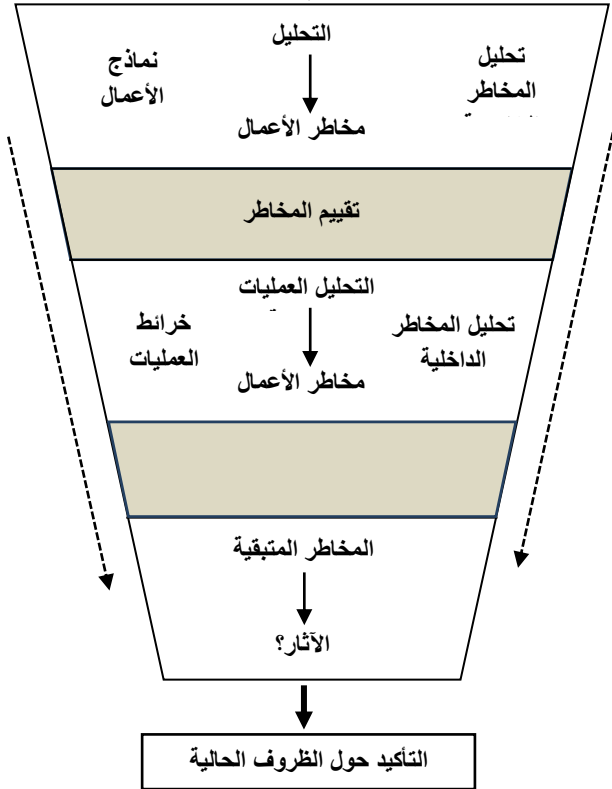 التحليل
تحليل
المخاطر
نماذج
الأعمال
مخاطر الأعمال
تقييم المخاطر
التحليل العمليات
تحليل المخاطر
الداخلية
خرائط
العمليات
مخاطر الأعمال
المخاطر المتبقية
الآثار؟
التأكيد حول الظروف الحالية